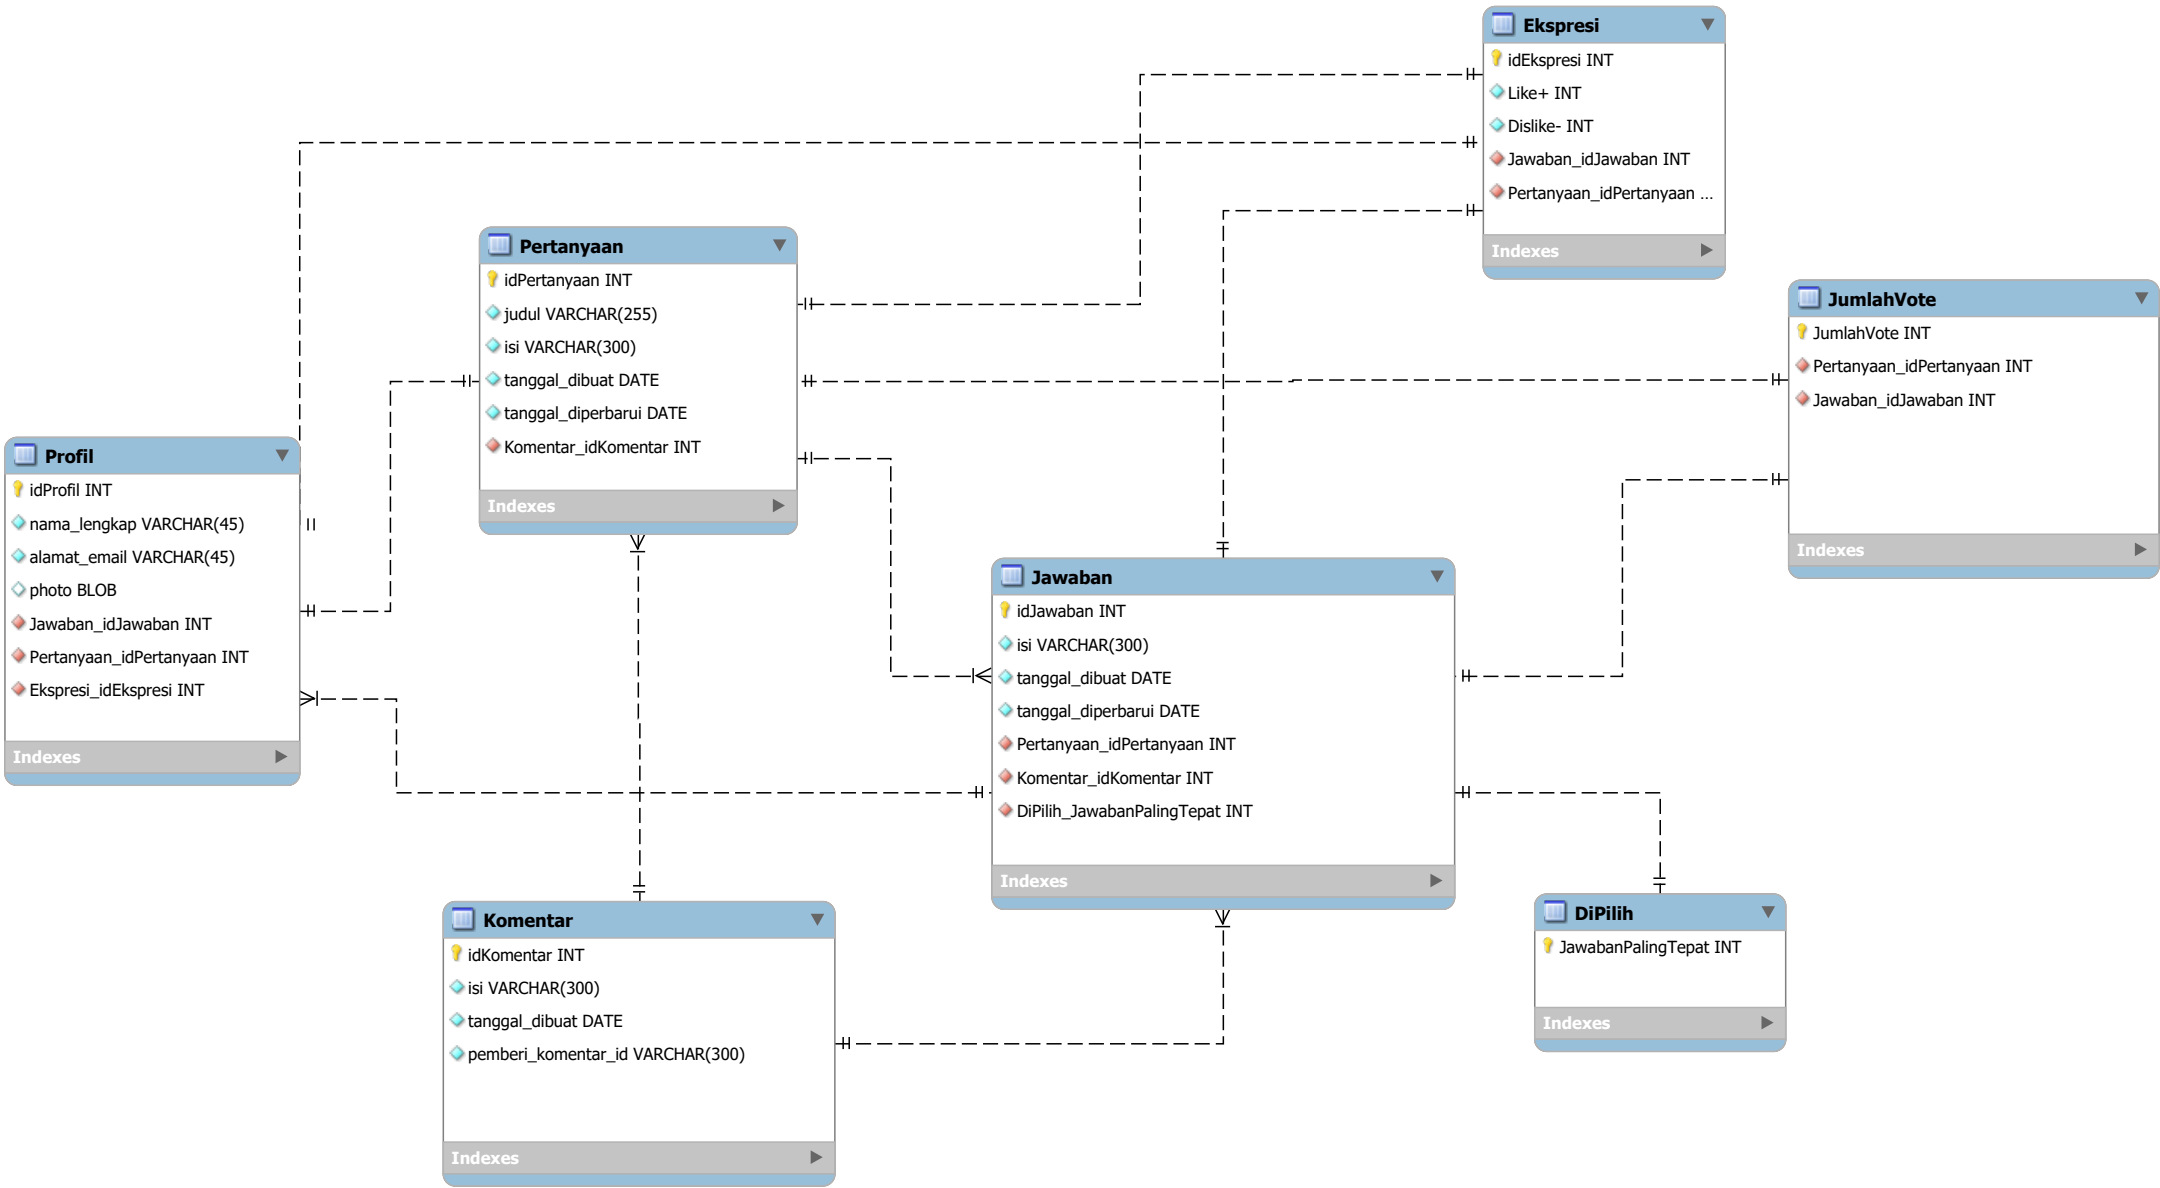 Ekspresi
idEkspresi INT
Like+ INT
Dislike- INT
Jawaban_idJawaban INT
Pertanyaan_idPertanyaan ...
Indexes
Pertanyaan
idPertanyaan INT
judul VARCHAR(255)
isi VARCHAR(300)
tanggal_dibuat DATE
tanggal_diperbarui DATE
Komentar_idKomentar INT
Indexes
JumlahVote
JumlahVote INT
Pertanyaan_idPertanyaan INT
Jawaban_idJawaban INT
Indexes
Profil
idProfil INT
nama_lengkap VARCHAR(45)
alamat_email VARCHAR(45)
photo BLOB
Jawaban_idJawaban INT
Pertanyaan_idPertanyaan INT
Ekspresi_idEkspresi INT
Indexes
Jawaban
idJawaban INT
isi VARCHAR(300)
tanggal_dibuat DATE
tanggal_diperbarui DATE
Pertanyaan_idPertanyaan INT
Komentar_idKomentar INT
DiPilih_JawabanPalingTepat INT
Indexes
Komentar
idKomentar INT
isi VARCHAR(300)
tanggal_dibuat DATE
pemberi_komentar_id VARCHAR(300)
Indexes
DiPilih
JawabanPalingTepat INT
Indexes